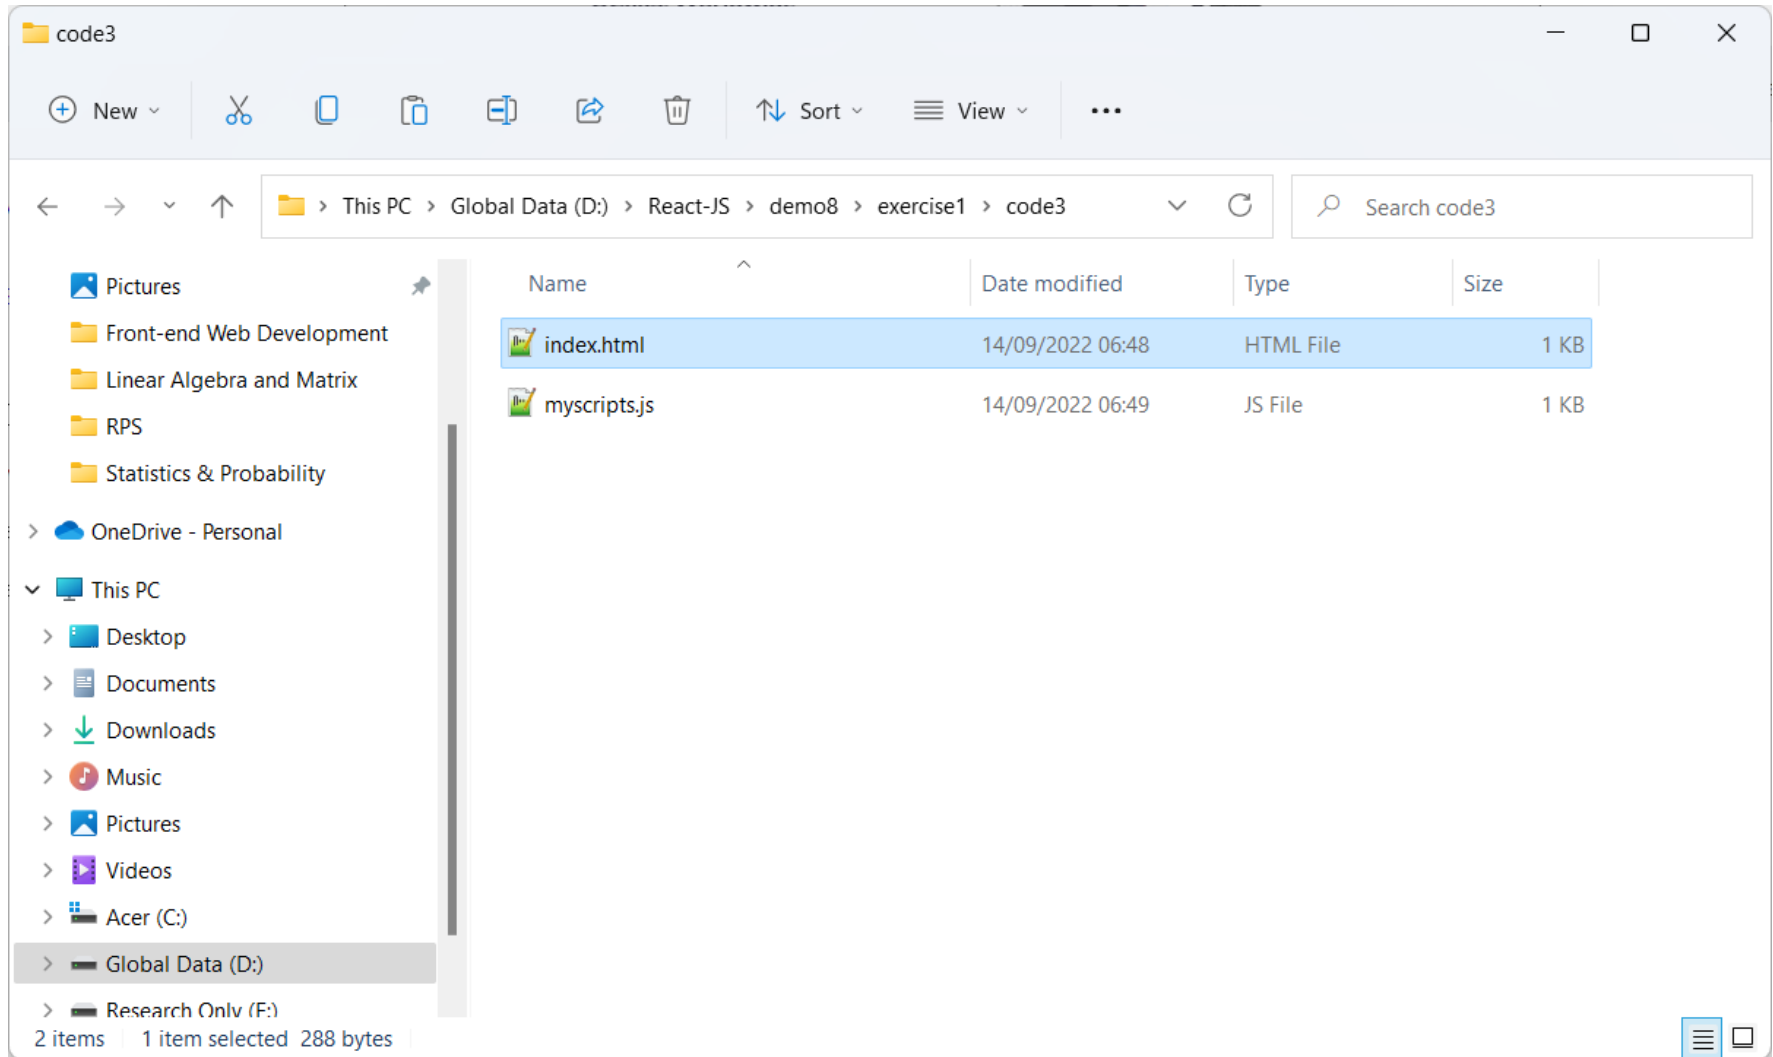 code3
New
Sort
View
This PC > Global Data (D:) > React-JS > demo8 > exercise1 > code3
Search code3
Pictures
Front-end Web Development
Linear Algebra and Matrix
RPS
Statistics & Probability
OneDrive - Personal
This PC
Desktop
Documents
Downloads
Music
Pictures
Videos
Acer (C:)
Global Data (D:)
Research Only (E:)
Name Date modified Type Size
index.html 14/09/2022 06:48 HTML File 1 KB
myscripts.js 14/09/2022 06:49 JS File 1 KB
2 items 1 item selected 288 bytes